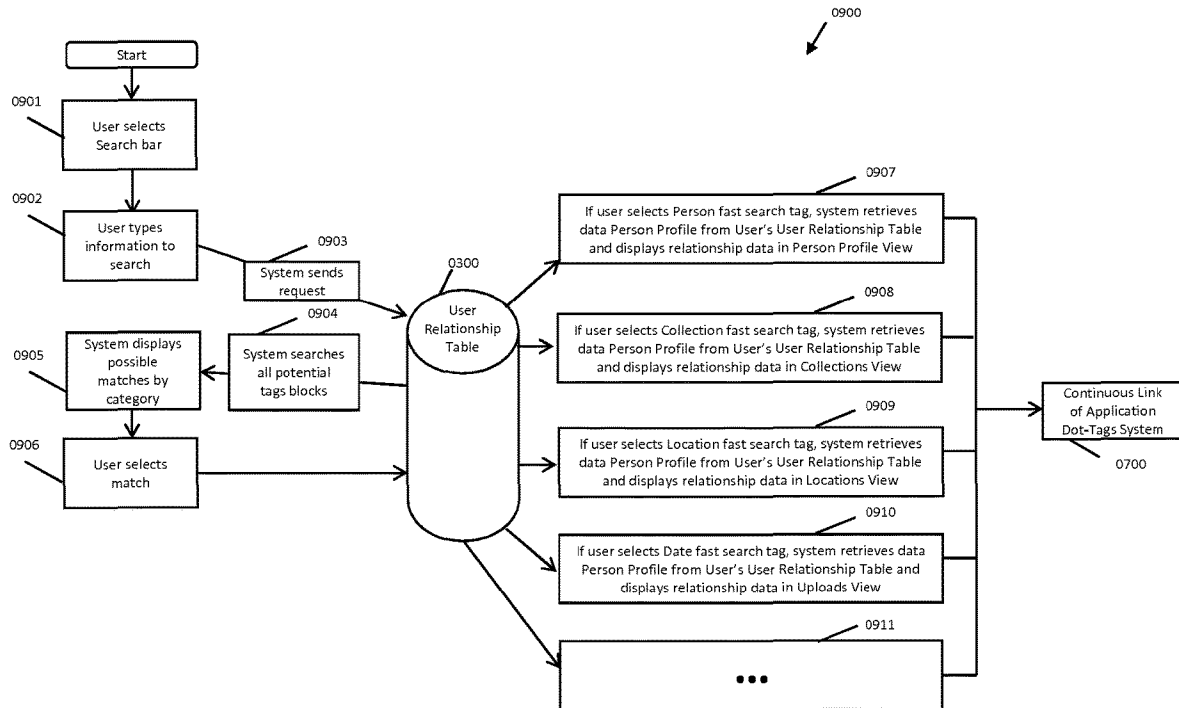 0900
Start
0901
User selects
Search bar
0902
User types
information to
search
0903
System sends
request
0300
User
Relationship
Table
0904
System searches
all potential
tags blocks
0905
System displays
possible
matches by
category
0906
User selects
match
0907
If user selects Person fast search tag, system retrieves
data Person Profile from User's User Relationship Table
and displays relationship data in Person Profile View
0908
If user selects Collection fast search tag, system retrieves
data Person Profile from User's User Relationship Table
and displays relationship data in Collections View
0909
If user selects Location fast search tag, system retrieves
data Person Profile from User's User Relationship Table
and displays relationship data in Locations View
0910
If user selects Date fast search tag, system retrieves data
Person Profile from User's User Relationship Table and
displays relationship data in Uploads View
0911
...
Continuous Link
of Application
Dot-Tags System
0700